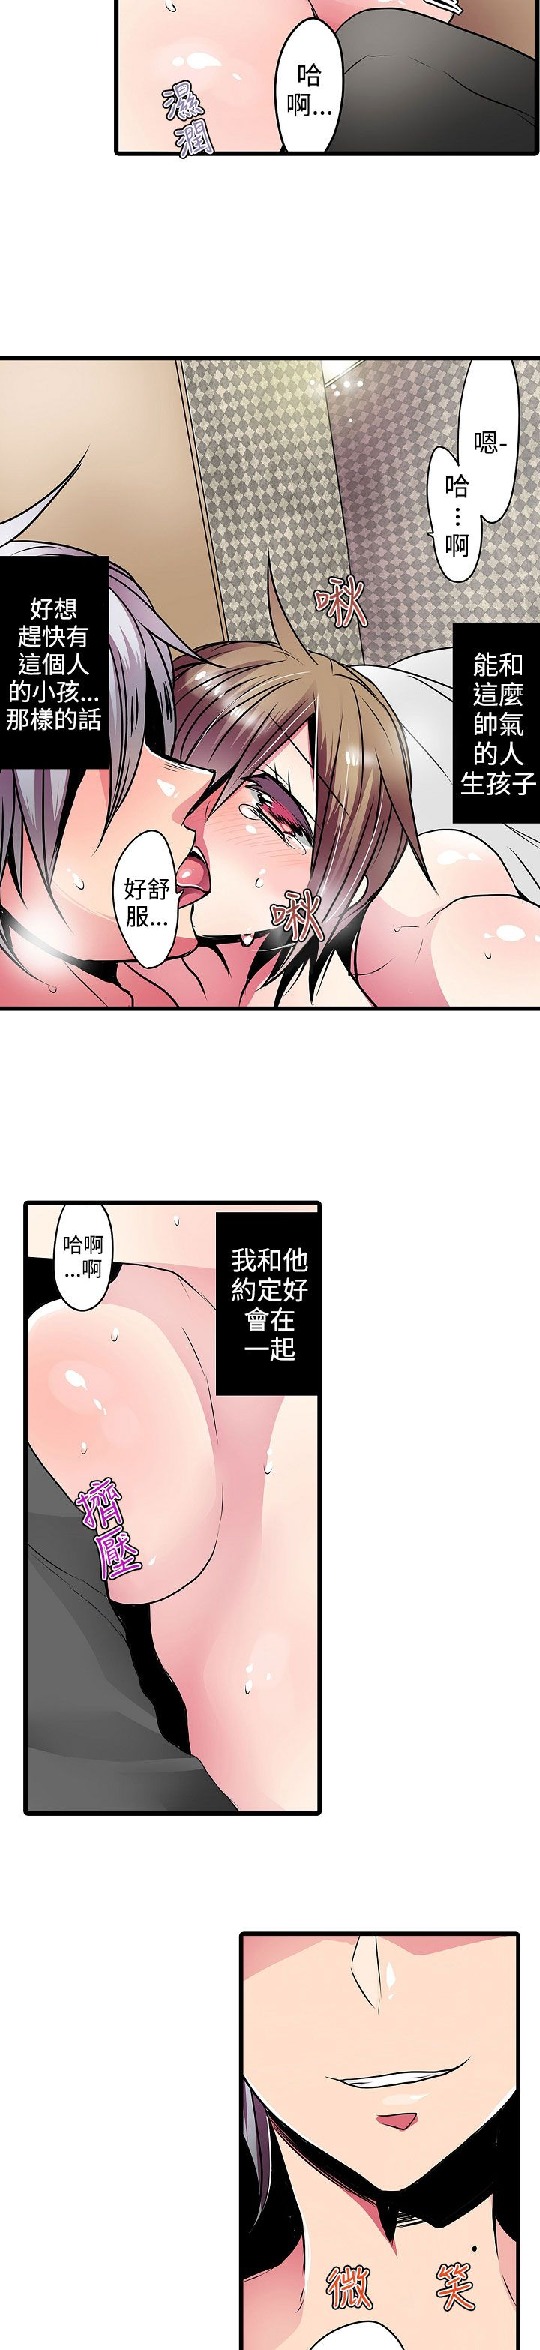 哈
啊…
濕
潤
嗯-
哈…啊
啾
能和
這麼
帥氣
的人
生孩子
好想
趕快有
這個人
的小孩…
那樣的話
好舒
服…
啾
哈啊
…啊
我和他
約定好
會在
一起
擠
壓
微
笑